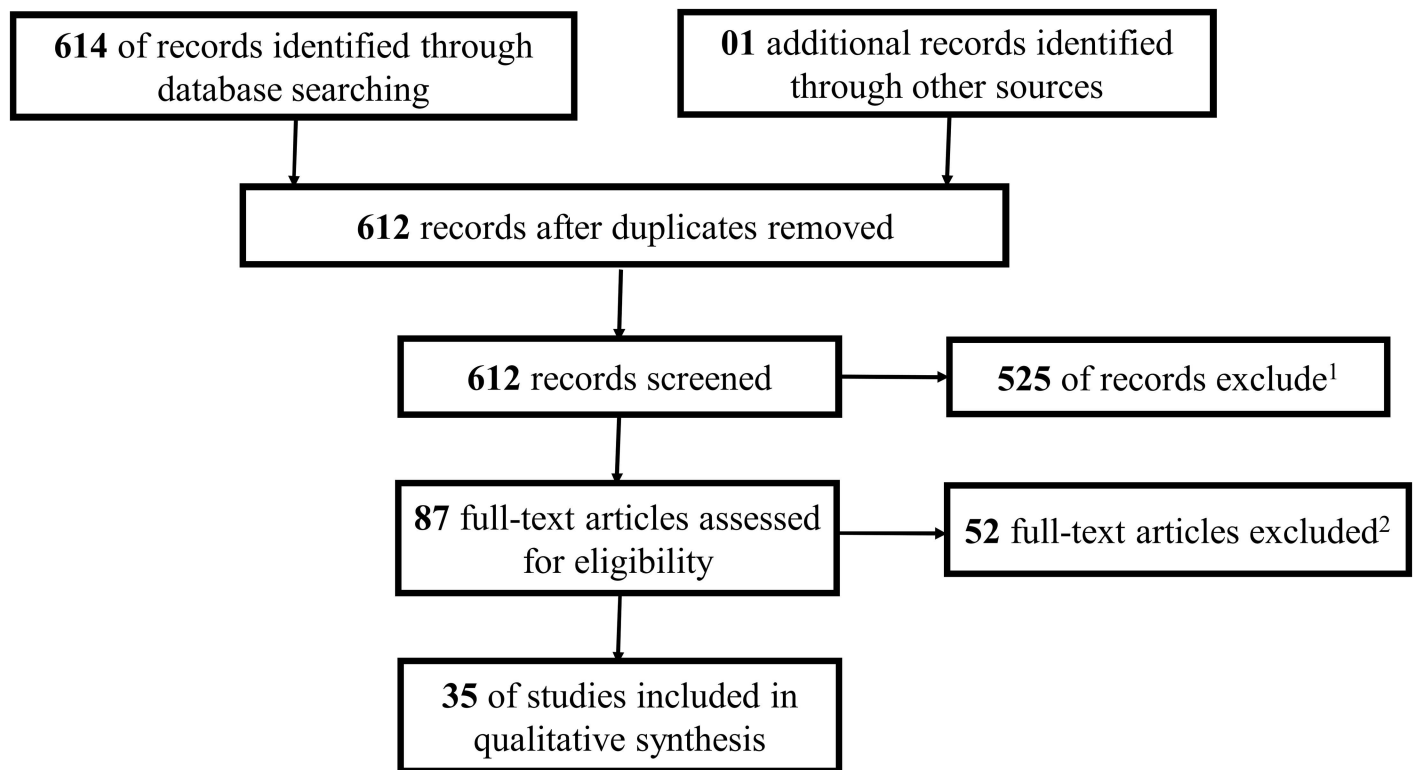 614 of records identified through
database searching
01 additional records identified
through other sources
612 records after duplicates removed
612 records screened
525 of records exclude¹
87 full-text articles assessed
for eligibility
52 full-text articles excluded²
35 of studies included in
qualitative synthesis